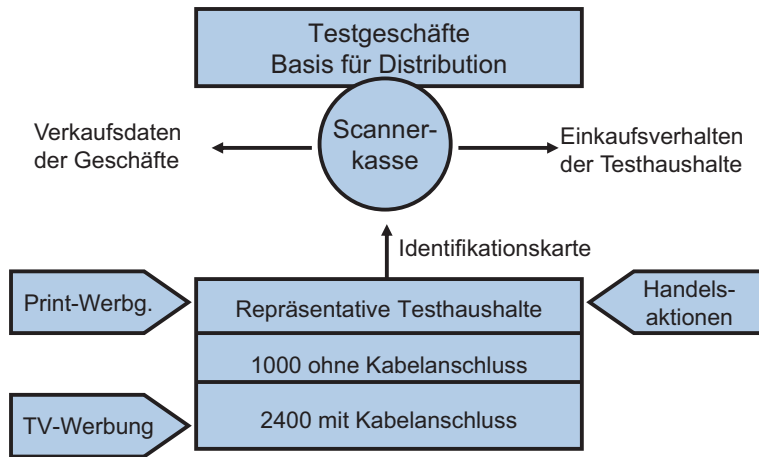 Testgeschäfte
Basis für Distribution
Verkaufsdaten
der Geschäfte
Scanner-
kasse
Einkaufsverhalten
der Testhaushalte
Identifikationskarte
Print-Werbg.
Repräsentative Testhaushalte
Handels-
aktionen
1000 ohne Kabelanschluss
TV-Werbung
2400 mit Kabelanschluss